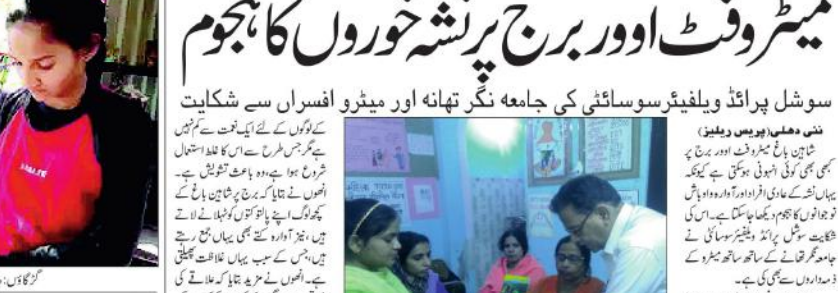 میٹرو فٹ اوور برج پر نشہ خوروں کا ہجوم
سوشل پرائڈ ویلفیئر سوسائٹی کی جامعہ نگر تھانہ اور میٹرو افسران سے شکایت
نئی دھلی (پریس ریلیز)
شاہین باغ میٹرو فٹ اوور برج پر
کبھی بھی کوئی انہونی ہوسکتی ہے کیونکہ
یہاں نشہ کے عادی افراد اور آوارہ و اوباش
نوجوانوں کا ہجوم دیکھا جاسکتا ہے۔ اس کی
شکایت سوشل پرائڈ ویلفیئر سوسائٹی نے
جامعہ نگر تھانے کے ساتھ ساتھ میٹرو کے
ذمہ داروں سے بھی کی ہے۔
کے لوگوں کے لئے ایک نعمت سے کم نہیں
ہے مگر جس طرح سے اس کا غلط استعمال
شروع ہوا ہے، وہ باعث تشویش ہے۔
انھوں نے بتایا کہ برج پر شاہین باغ کے
کچھ لوگ اپنے پالتو کتوں کو ٹہلانے لاتے
ہیں، نیز آوارہ کتے بھی یہاں جمع رہتے
ہیں، جس کے سبب یہاں غلاظت پھیلتی
ہے۔ انھوں نے مزید بتایا کہ علاقے کی
گڑگاؤں: